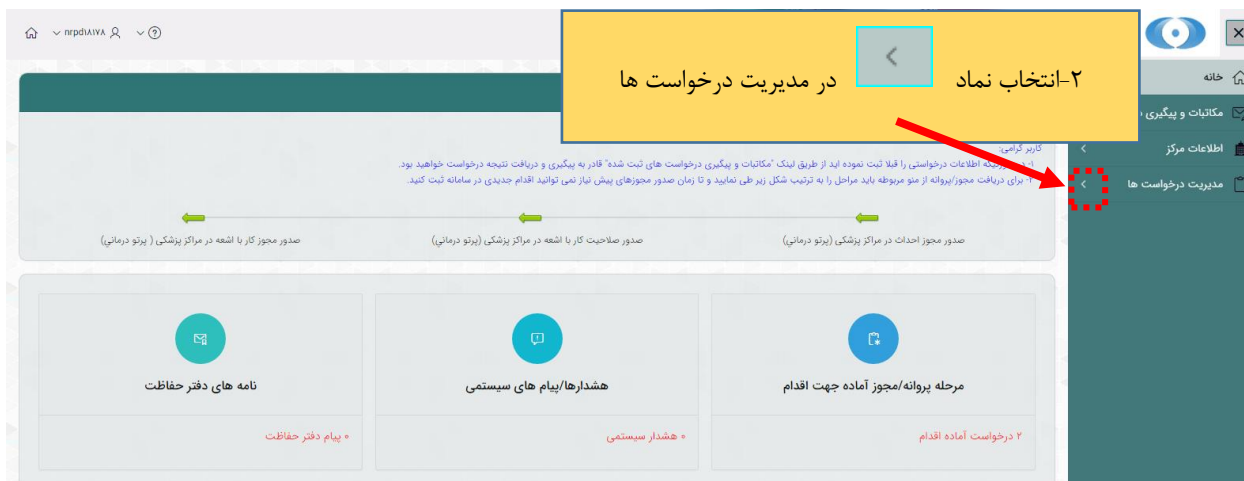 nrpd۱۸۱۷۸
۲-انتخاب نماد در مدیریت درخواست ها
خانه
مکاتبات و پیگیری
اطلاعات مرکز
مدیریت درخواست ها
کاربر گرامی:
۱- در صورتیکه اطلاعات درخواستی را قبلا ثبت نموده اید از طریق لینک "مکاتبات و پیگیری درخواست های ثبت شده" قادر به پیگیری و دریافت نتیجه درخواست خواهید بود.
برای دریافت مجوز/پروانه از منو مربوطه باید مراحل را به ترتیب شکل زیر طی نمایید و تا زمان صدور مجوزهای پیش نیاز نمی توانید اقدام جدیدی در سامانه ثبت کنید.
صدور مجوز احداث در مراکز پزشکی (پرتو درمانی)
صدور صلاحیت کار با اشعه در مراکز پزشکی (پرتو درمانی)
صدور مجوز کار با اشعه در مراکز پزشکی ( پرتو درمانی)
مرحله پروانه/مجوز آماده جهت اقدام
هشدارها/پیام های سیستمی
نامه های دفتر حفاظت
۲ درخواست آماده اقدام
۰ هشدار سیستمی
۰ پیام دفتر حفاظت